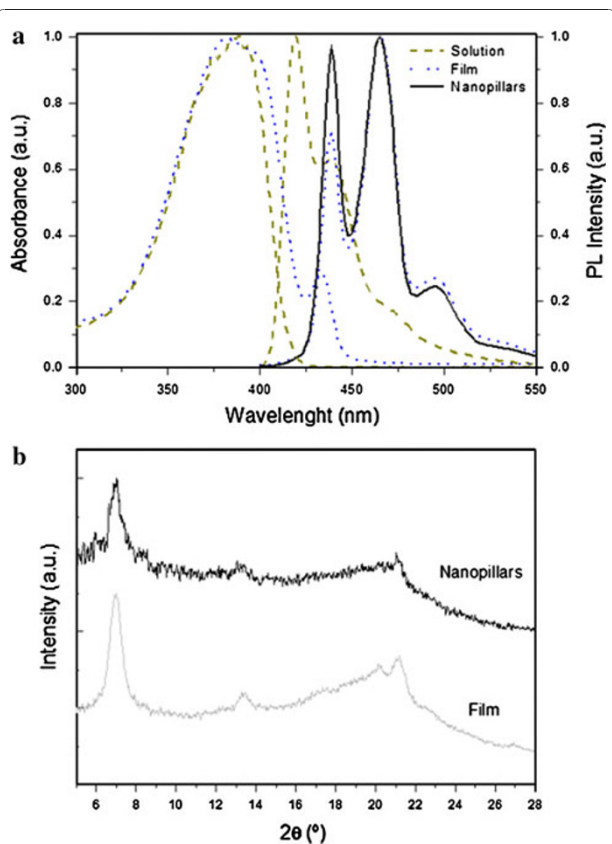 a
1.0
0.8
0.6
0.4
0.2
0.0
Absorbance (a.u.)
Solution
Film
Nanopillars
1.0
0.8
0.6
0.4
0.2
0.0
PL Intensity (a.u.)
300 350 400 450 500 550
Wavelenght (nm)
b
Intensity (a.u.)
Nanopillars
Film
6 8 10 12 14 16 18 20 22 24 26 28
2θ (º)